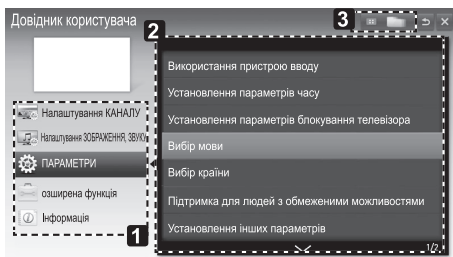 Довідник користувача
3
2
Використання пристрою вводу
Установлення параметрів часу
Установлення параметрів блокування телевізора
Вибір мови
Вибір країни
Підтримка для людей з обмеженими можливостями
Установлення інших параметрів
1/2
Налаштування КАНАЛУ
Налаштування ЗОБРАЖЕННЯ, ЗВУКУ
ПАРАМЕТРИ
озширена функція
Інформація
1